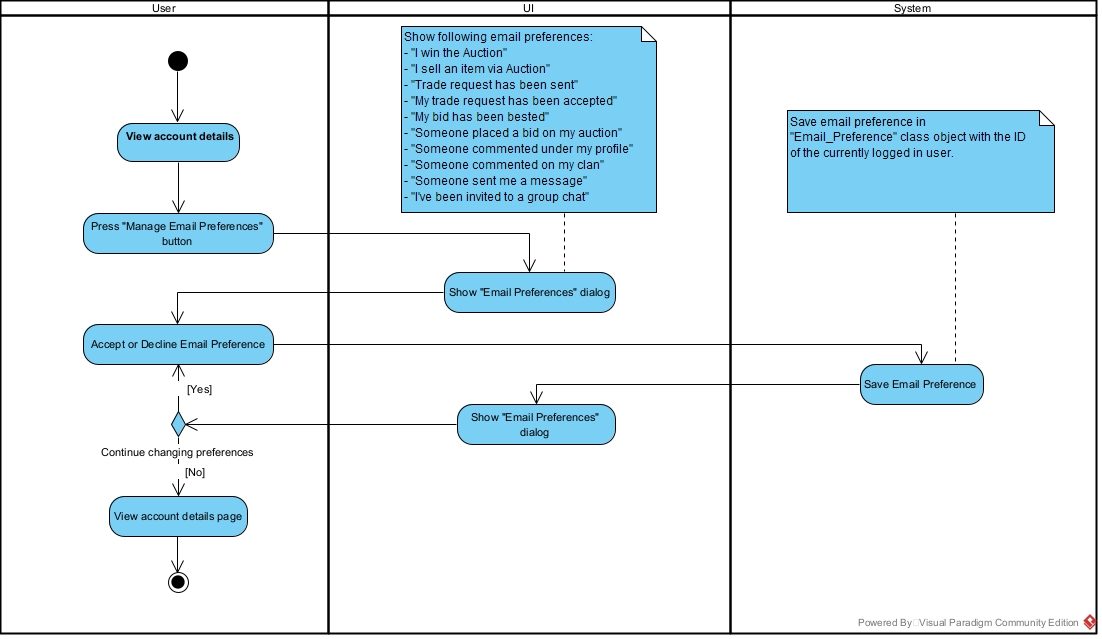 User
UI
System
Show following email preferences:
- "I win the Auction"
- "I sell an item via Auction"
- "Trade request has been sent"
- "My trade request has been accepted"
- "My bid has been bested"
- "Someone placed a bid on my auction"
- "Someone commented under my profile"
- "Someone commented on my clan"
- "Someone sent me a message"
- "I've been invited to a group chat"
Save email preference in
"Email_Preference" class object with the ID
of the currently logged in user.
View account details
Press "Manage Email Preferences"
button
Show "Email Preferences" dialog
Accept or Decline Email Preference
Save Email Preference
[Yes]
Show "Email Preferences"
dialog
Continue changing preferences
[No]
View account details page
Powered By Visual Paradigm Community Edition